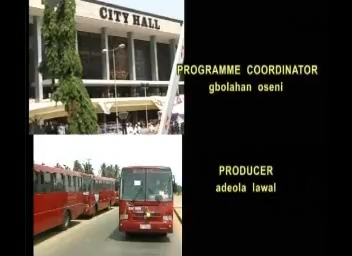 CITY HALL
PROGRAMME COORDINATOR
gbolahan oseni
PRODUCER
adeola lawal